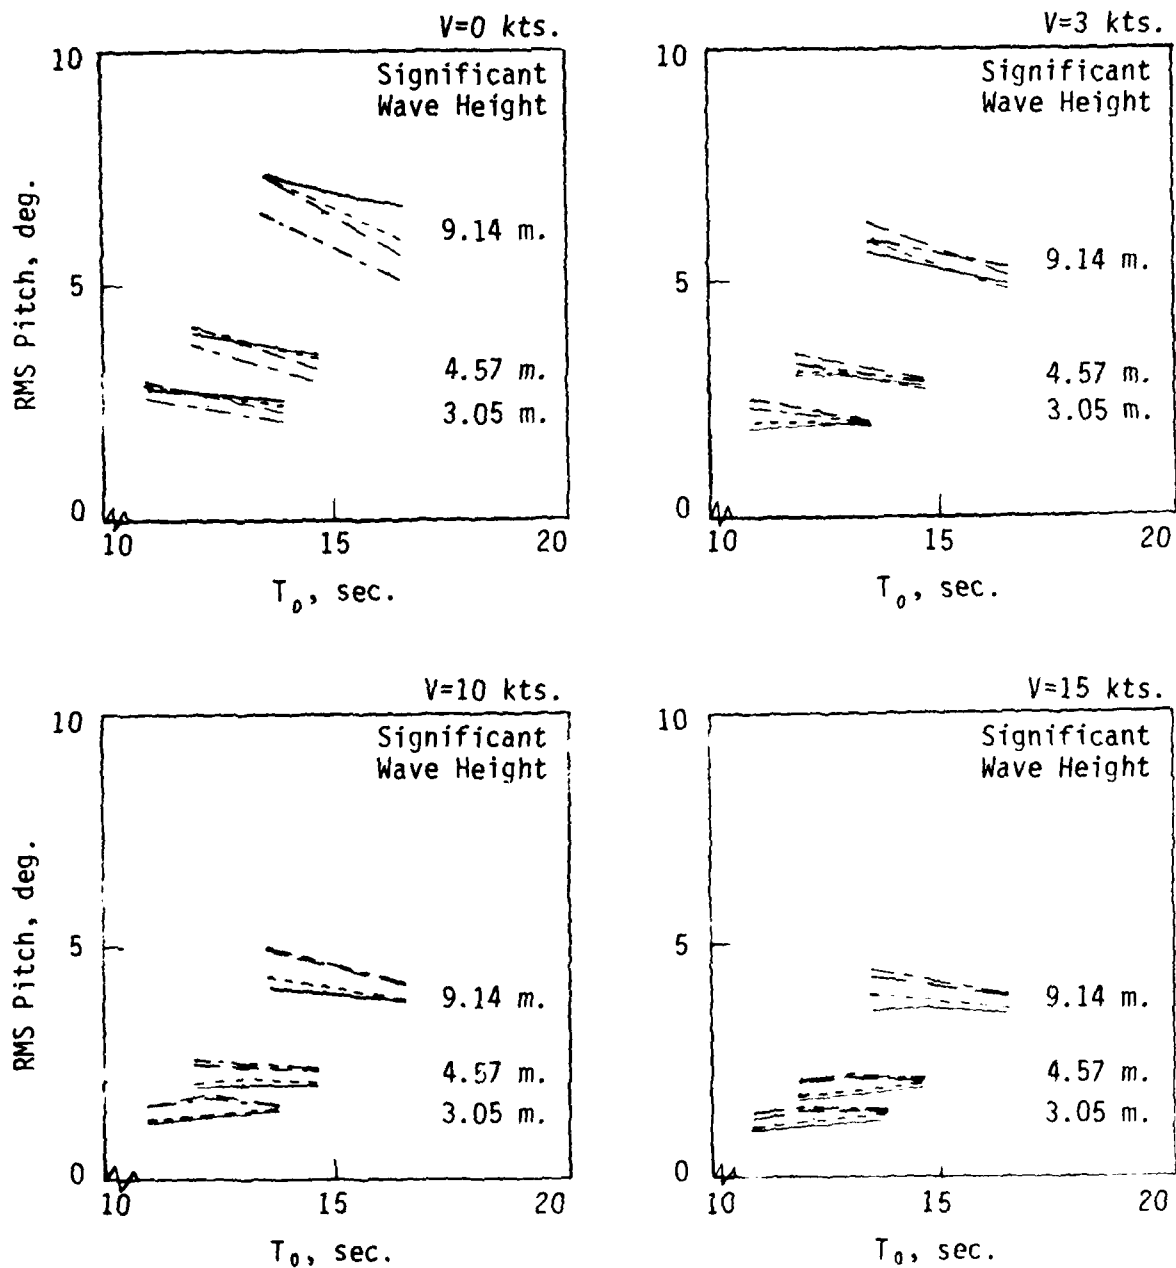 V=0 kts.
10
Significant
Wave Height
9.14 m.
5
4.57 m.
3.05 m.
0
10 15 20
RMS Pitch, deg.
T₀, sec.
V=3 kts.
10
Significant
Wave Height
9.14 m.
5
4.57 m.
3.05 m.
0
10 15 20
T₀, sec.
V=10 kts.
10
Significant
Wave Height
5
9.14 m.
4.57 m.
3.05 m.
0
10 15 20
RMS Pitch, deg.
T₀, sec.
V=15 kts.
10
Significant
Wave Height
5
9.14 m.
4.57 m.
3.05 m.
0
10 15 20
T₀, sec.